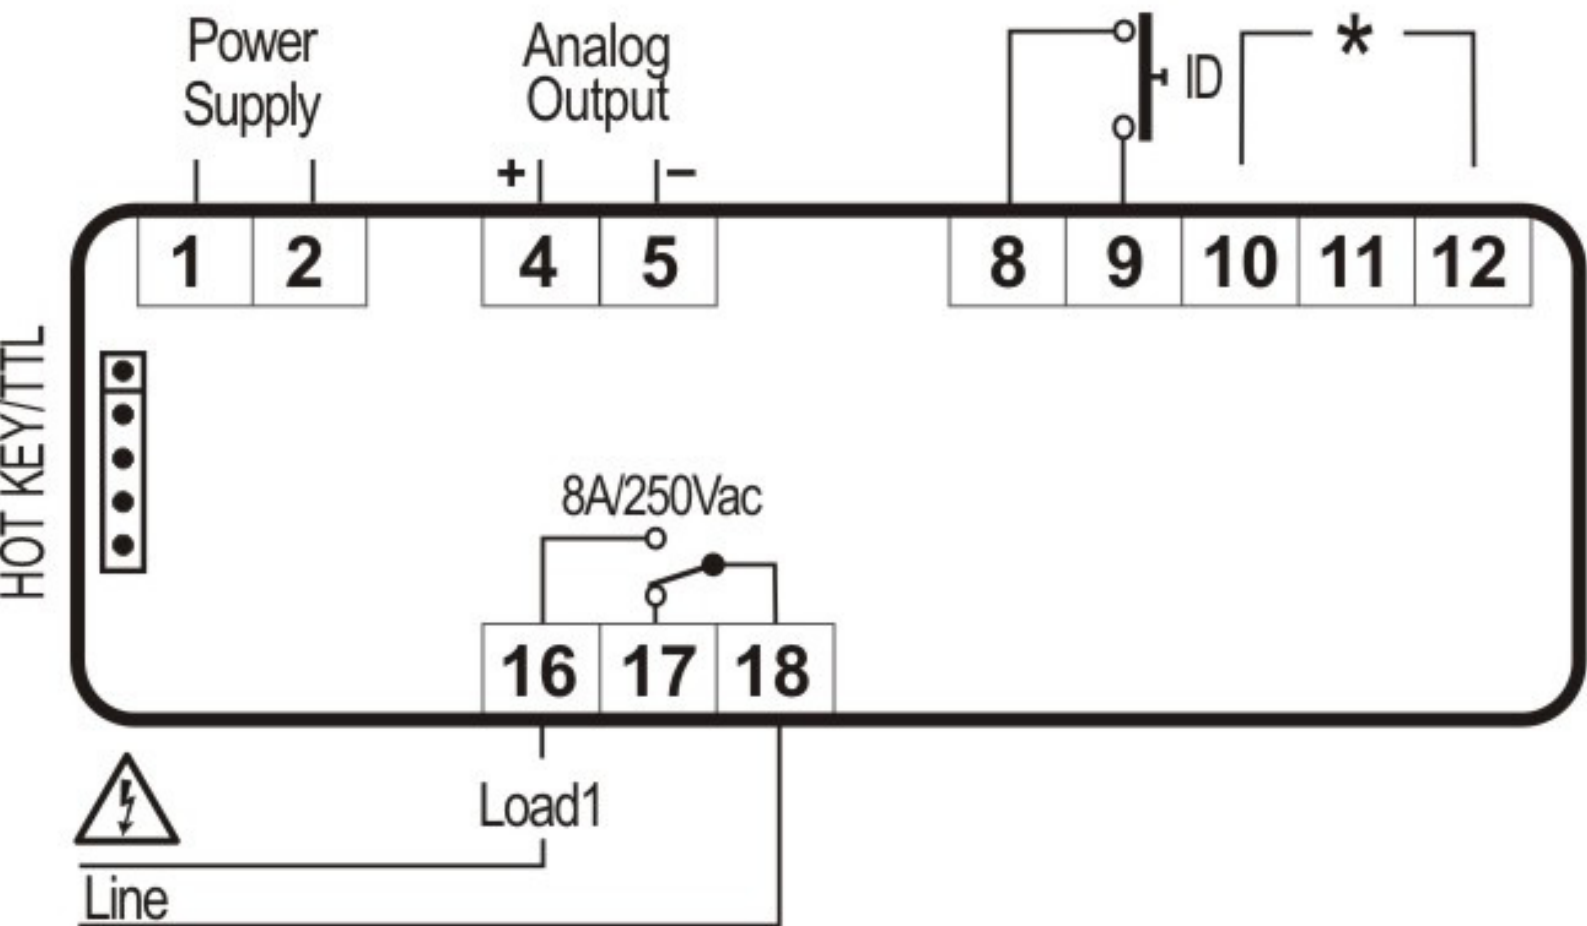 Power
Supply
Analog
Output
+ −
ID
*
1 2 4 5 8 9 10 11 12
HOT KEY/TTL
8A/250Vac
16 17 18
Load1
Line